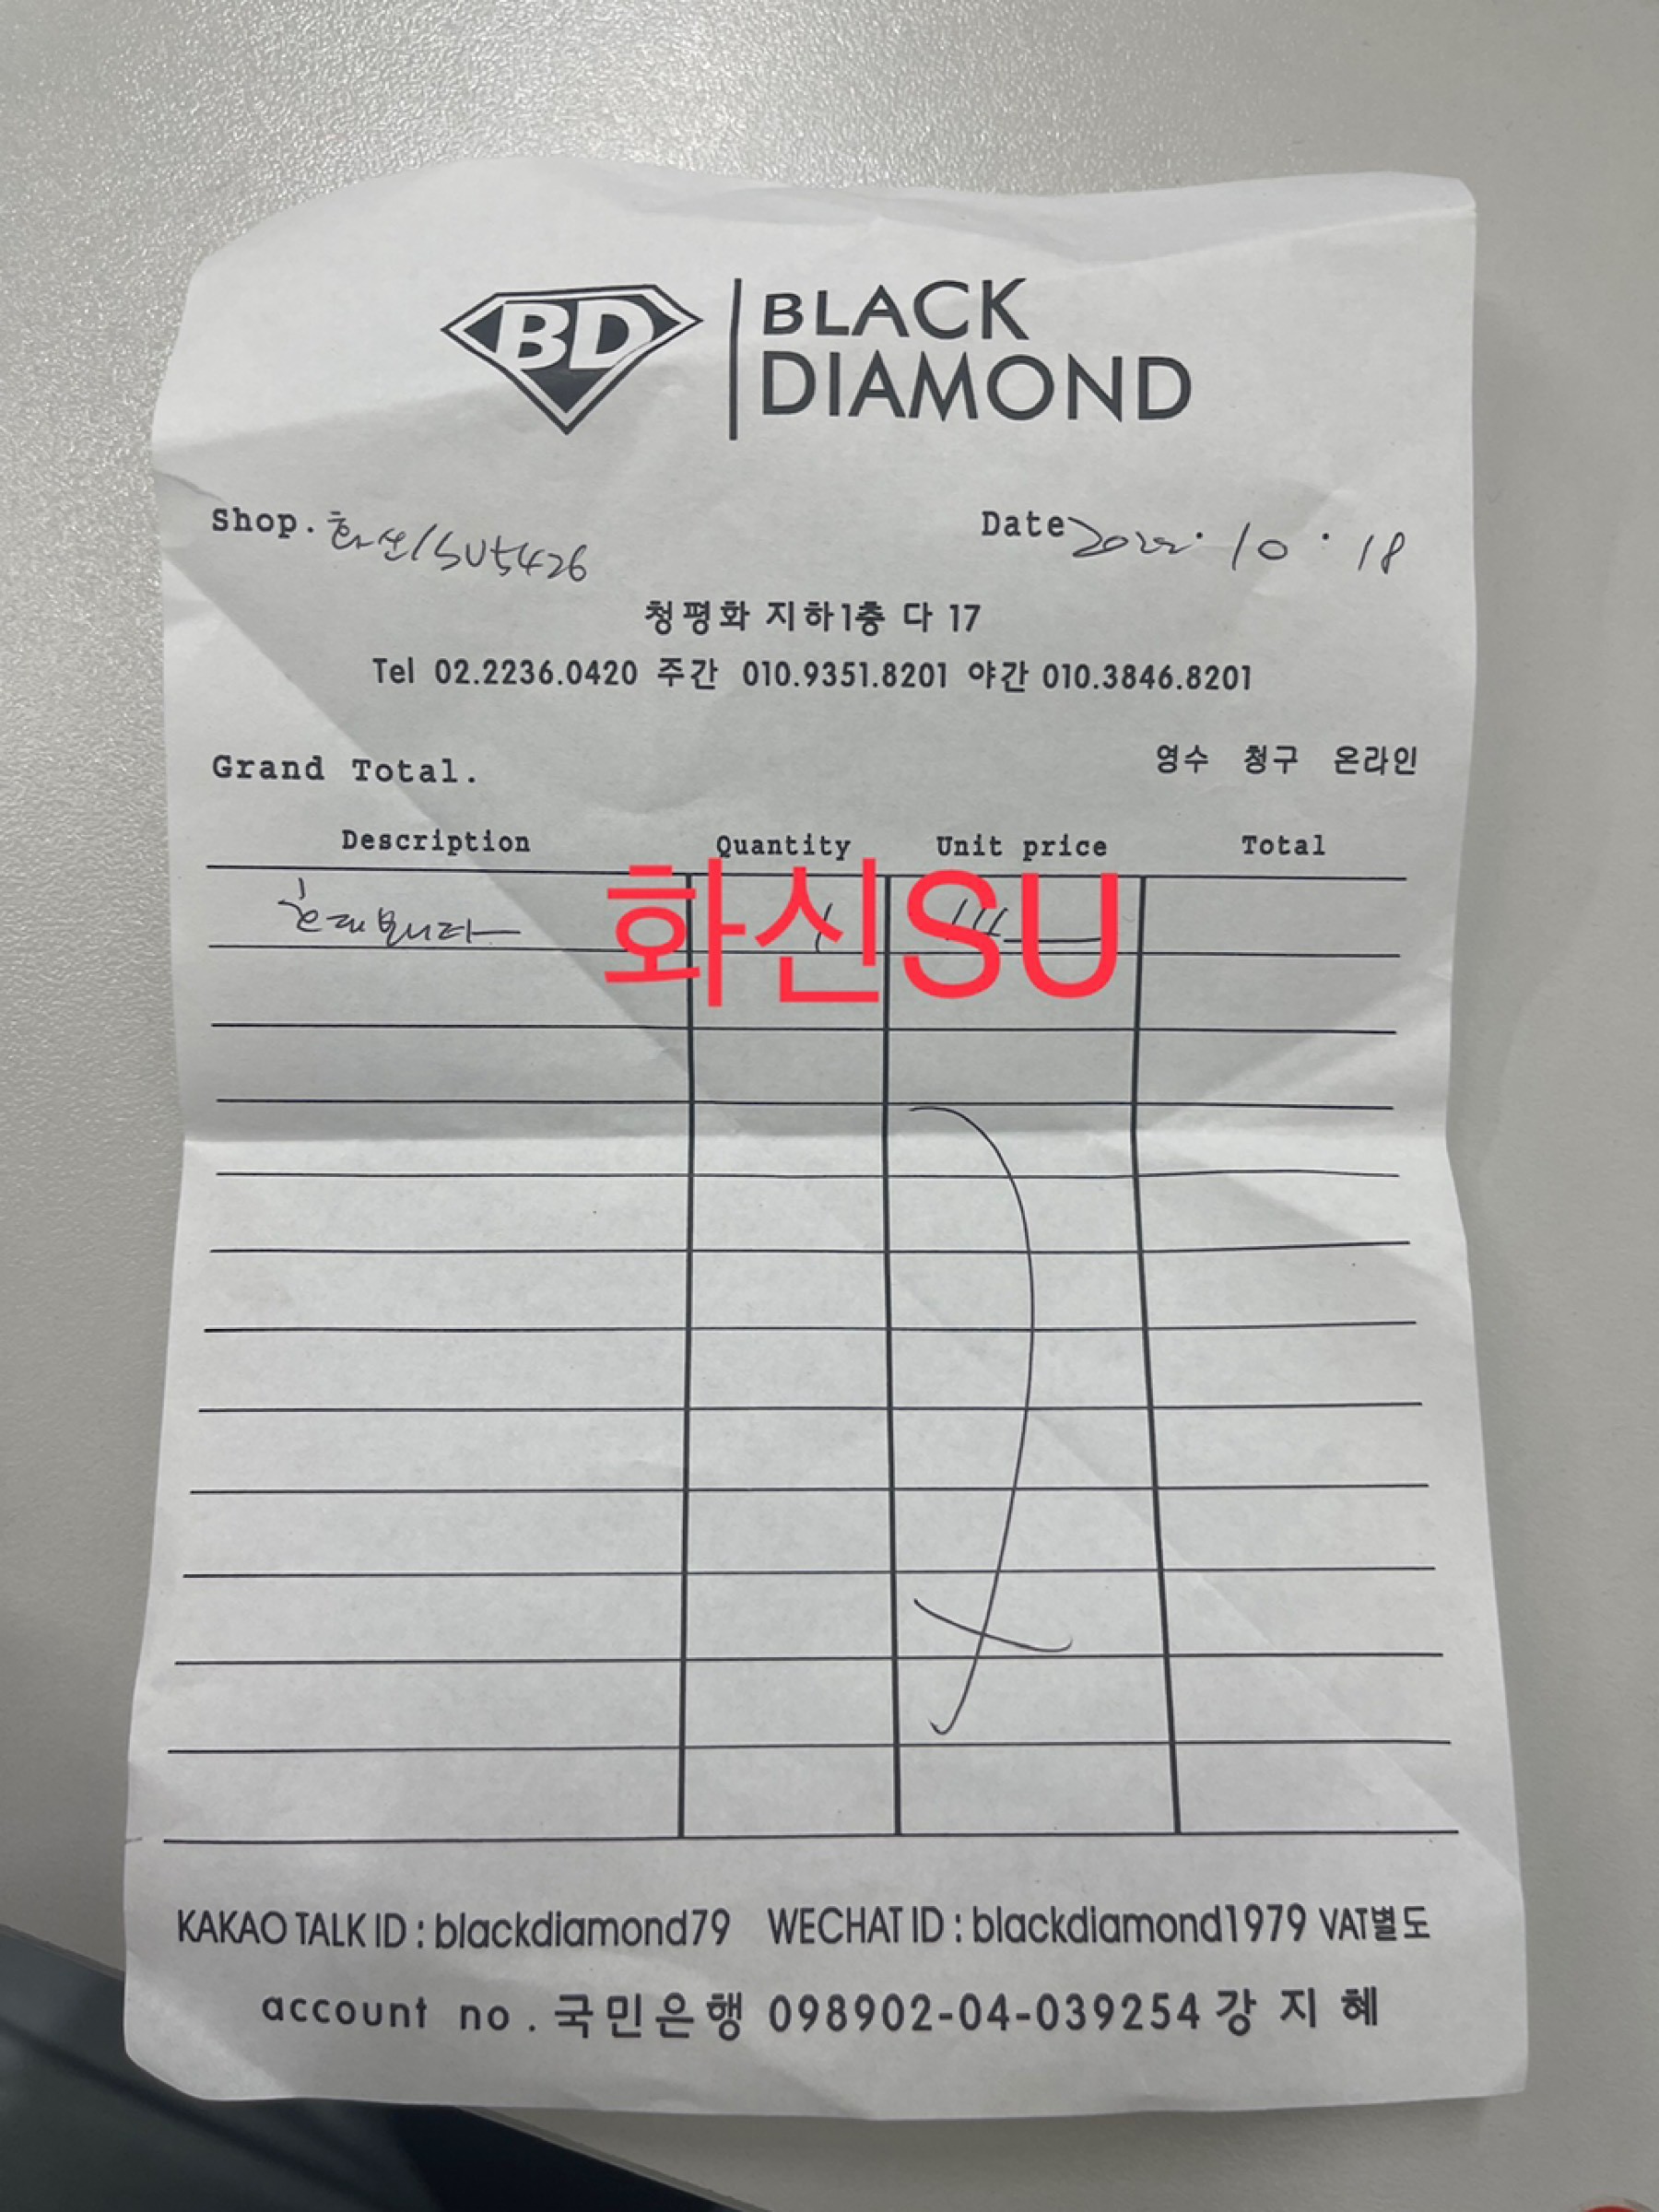 BD
BLACK
DIAMOND
Shop. 화신/SU
Date 2022. 10. 18
청평화 지하1층 다 17
Tel 02.2236.0420 주간 010.9351.8201 야간 010.3846.8201
영수 청구 온라인
Grand Total.
Description Quantity Unit price Total
화신SU
KAKAO TALK ID : blackdiamond79 WECHAT ID : blackdiamond1979 VAT별도
account no. 국민은행 098902-04-039254 강 지 혜